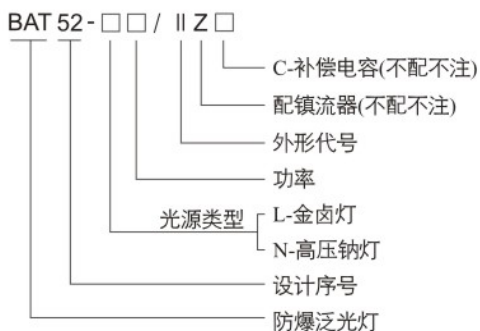 BAT 52 - □ □ / II Z □
C-补偿电容(不配不注)
配镇流器(不配不注)
外形代号
功率
光源类型
L-金卤灯
N-高压钠灯
设计序号
防爆泛光灯